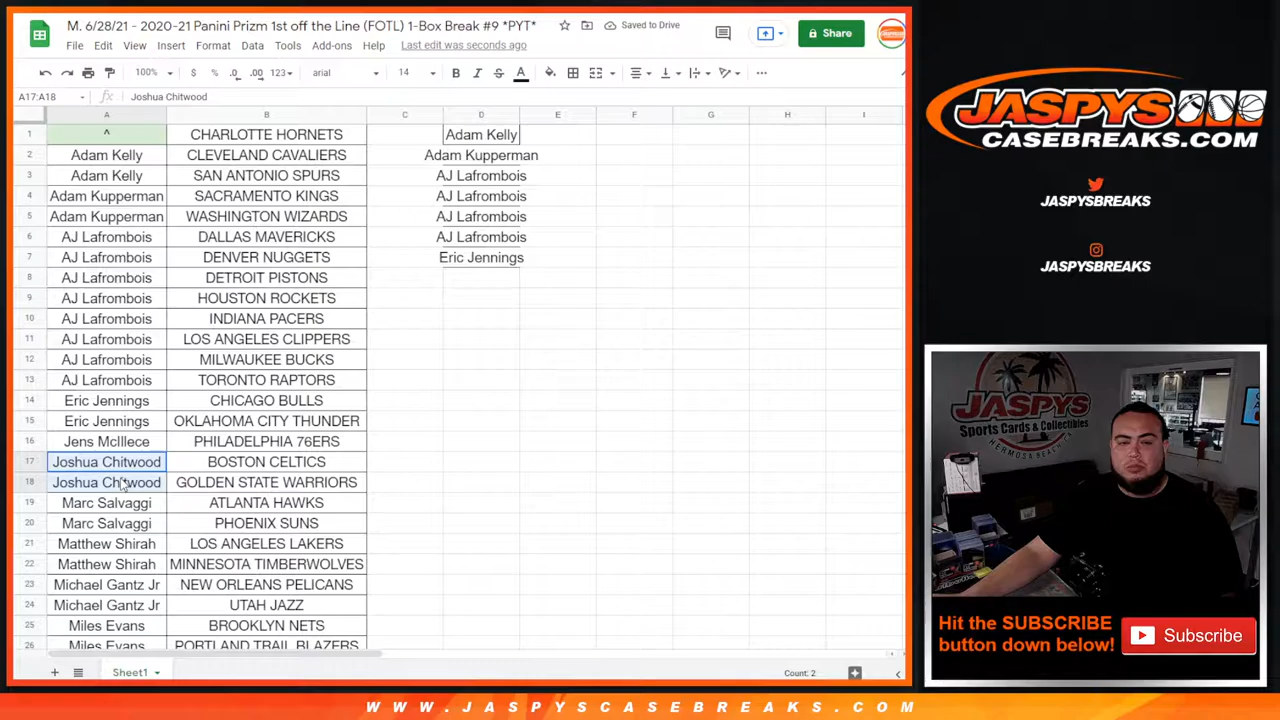 M. 6/28/21 - 2020-21 Panini Prizm 1st off the Line (FOTL) 1-Box Break #9 *PYT*
Saved to Drive
Share
File Edit View Insert Format Data Tools Add-ons Help Last edit was seconds ago
100% $ % .0 .00 123 arial 14 B I S A
A17:A18 fx Joshua Chitwood
A B C D E F G H I
1 ^ CHARLOTTE HORNETS Adam Kelly
2 Adam Kelly CLEVELAND CAVALIERS Adam Kupperman
3 Adam Kelly SAN ANTONIO SPURS AJ Lafrombois
4 Adam Kupperman SACRAMENTO KINGS AJ Lafrombois
5 Adam Kupperman WASHINGTON WIZARDS AJ Lafrombois
6 AJ Lafrombois DALLAS MAVERICKS AJ Lafrombois
7 AJ Lafrombois DENVER NUGGETS Eric Jennings
8 AJ Lafrombois DETROIT PISTONS
9 AJ Lafrombois HOUSTON ROCKETS
10 AJ Lafrombois INDIANA PACERS
11 AJ Lafrombois LOS ANGELES CLIPPERS
12 AJ Lafrombois MILWAUKEE BUCKS
13 AJ Lafrombois TORONTO RAPTORS
14 Eric Jennings CHICAGO BULLS
15 Eric Jennings OKLAHOMA CITY THUNDER
16 Jens McIllece PHILADELPHIA 76ERS
17 Joshua Chitwood BOSTON CELTICS
18 Joshua Chitwood GOLDEN STATE WARRIORS
19 Marc Salvaggi ATLANTA HAWKS
20 Marc Salvaggi PHOENIX SUNS
21 Matthew Shirah LOS ANGELES LAKERS
22 Matthew Shirah MINNESOTA TIMBERWOLVES
23 Michael Gantz Jr NEW ORLEANS PELICANS
24 Michael Gantz Jr UTAH JAZZ
25 Miles Evans BROOKLYN NETS
26 Miles Evans PORTLAND TRAIL BLAZERS
Sheet1
Count: 2
JASPYS
CASEBREAKS.COM
JASPYSBREAKS
JASPYSBREAKS
JASPYS
Sports Cards & Collectibles
HERMOSA BEACH CA
Hit the SUBSCRIBE
button down below!
Subscribe
WWW.JASPYSCASEBREAKS.COM